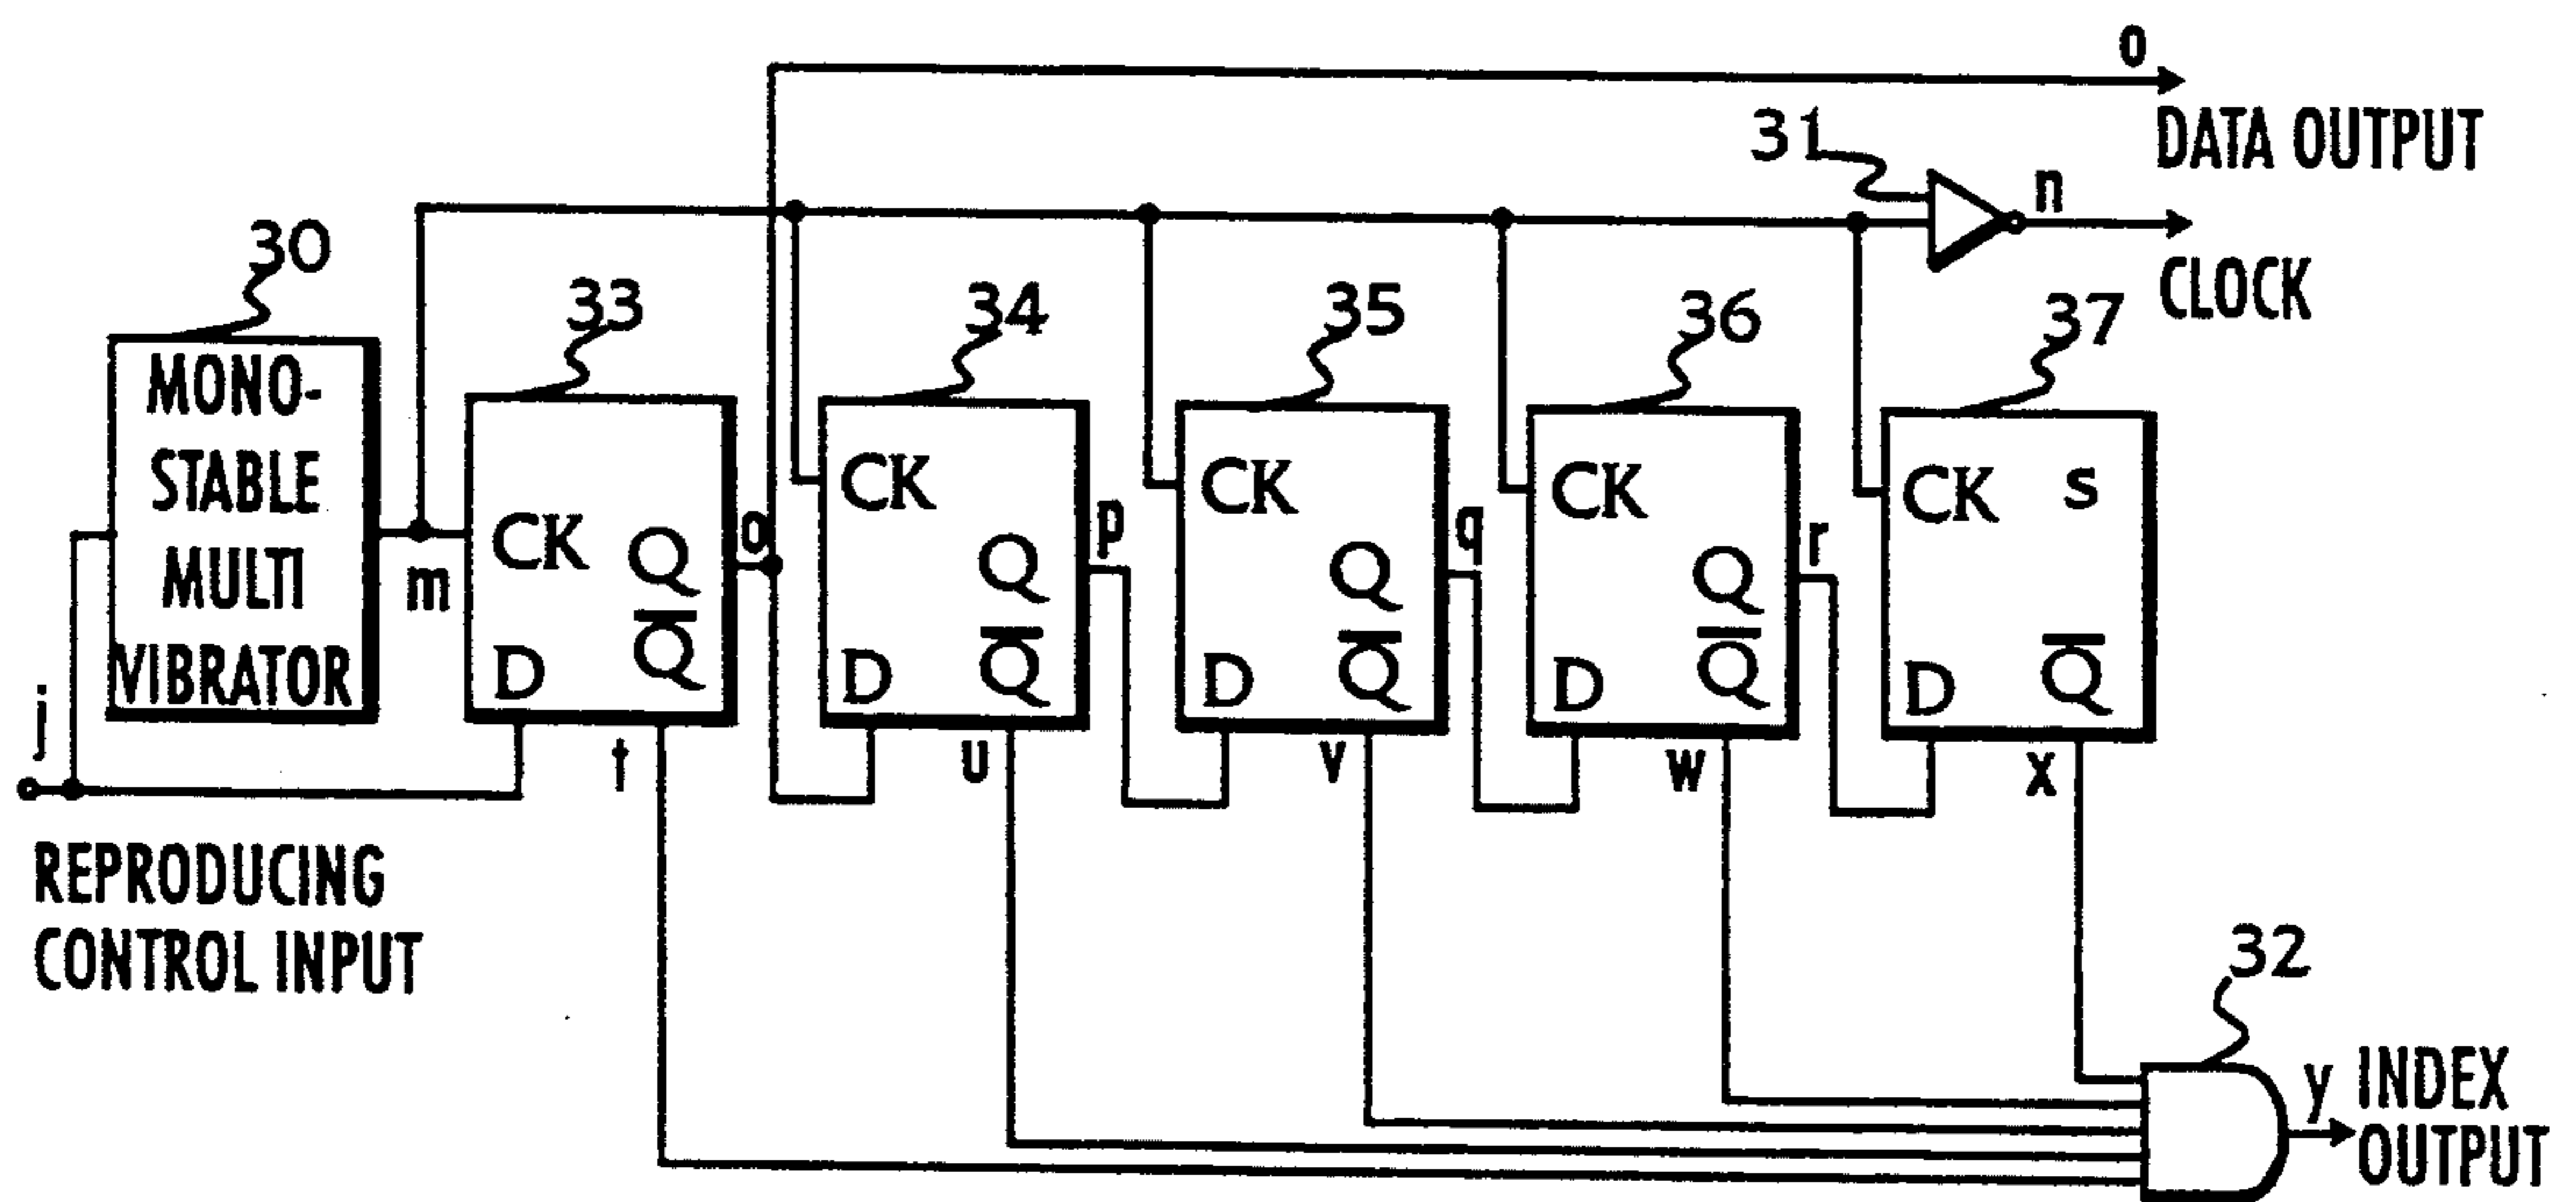 o
DATA OUTPUT
31
n
CLOCK
30
33
34
35
36
37
MONO-
STABLE
MULTI
VIBRATOR
m
j
CK
Q
Q̅
D
o
t
CK
Q
Q̅
D
p
u
CK
Q
Q̅
D
q
v
CK
Q
Q̅
D
r
w
CK
s
Q̅
D
x
REPRODUCING
CONTROL INPUT
32
y
INDEX
OUTPUT